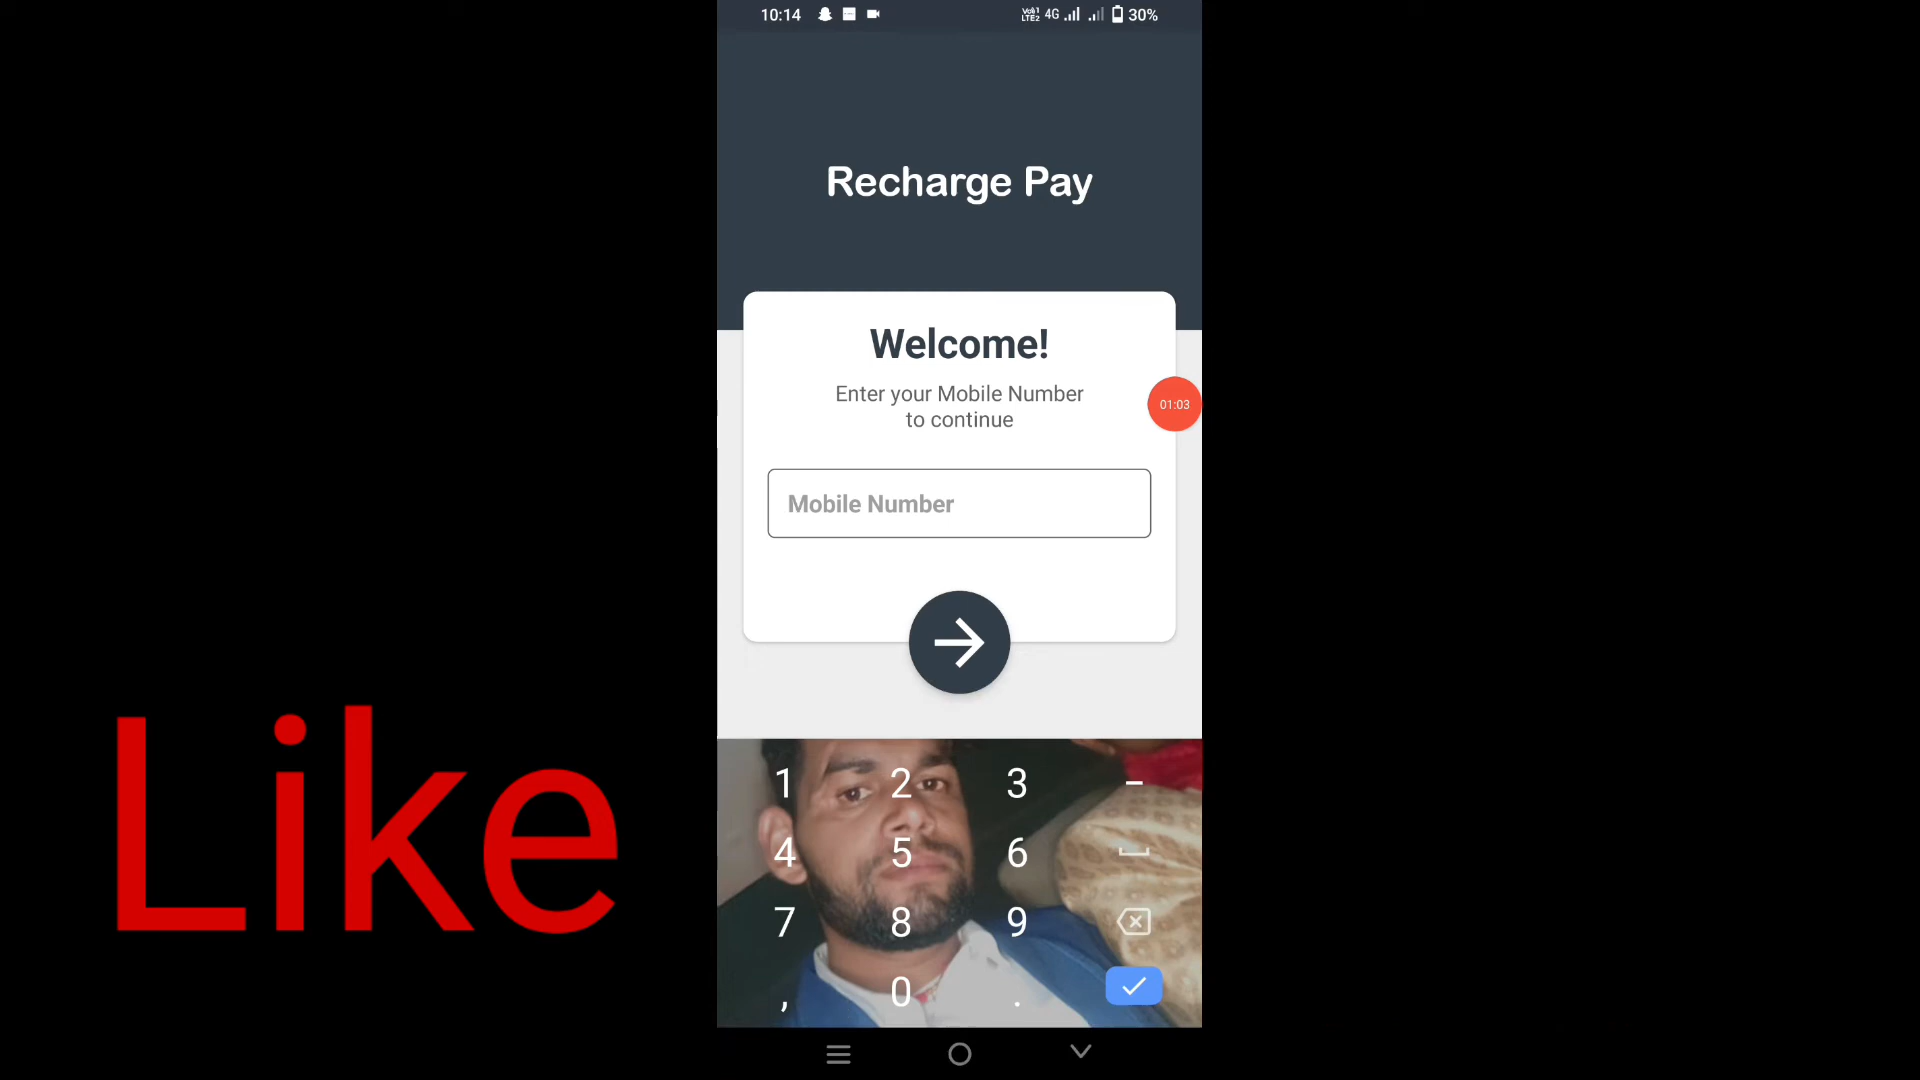 10:14
4G 30%
Recharge Pay
Welcome!
Enter your Mobile Number
to continue
01:03
Mobile Number
Like
1 2 3 -
4 5 6
7 8 9
, 0 .